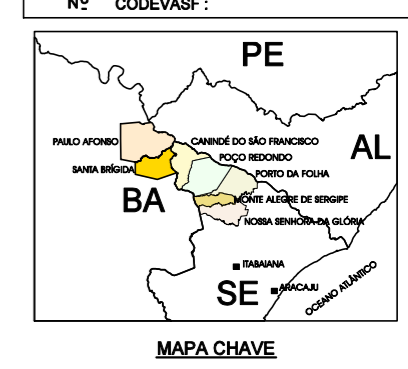 Nº CODEVASF :
PE
PAULO AFONSO
CANINDÉ DO SÃO FRANCISCO
AL
POÇO REDONDO
SANTA BRÍGIDA
PORTO DA FOLHA
BA
MONTE ALEGRE DE SERGIPE
NOSSA SENHORA DA GLÓRIA
ITABAIANA
SE
ARACAJU
OCEANO ATLÂNTICO
MAPA CHAVE